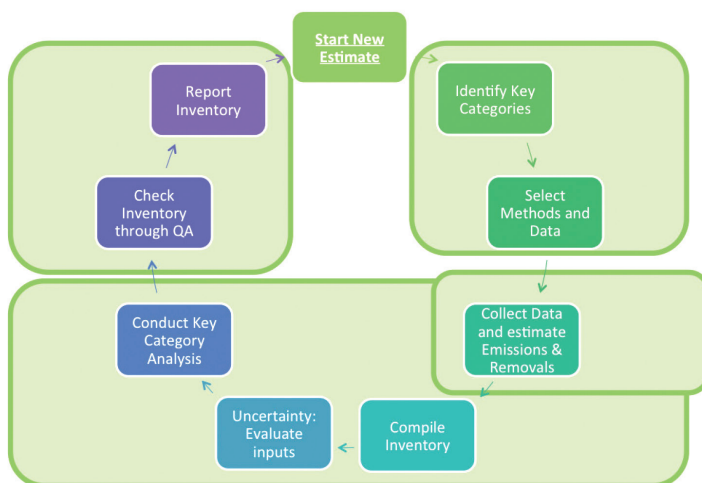 Start New
Estimate
Identify Key
Categories
Select
Methods and
Data
Collect Data
and estimate
Emissions &
Removals
Compile
Inventory
Uncertainty:
Evaluate
inputs
Conduct Key
Category
Analysis
Check
Inventory
through QA
Report
Inventory